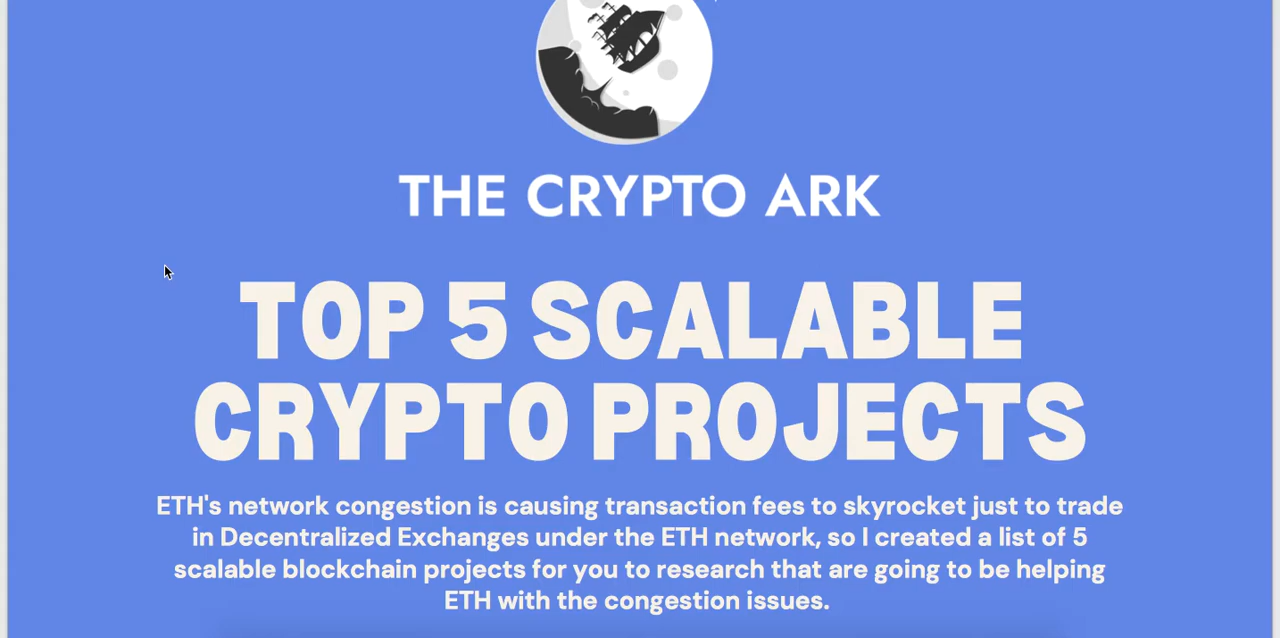 THE CRYPTO ARK
TOP 5 SCALABLE
CRYPTO PROJECTS
ETH's network congestion is causing transaction fees to skyrocket just to trade
in Decentralized Exchanges under the ETH network, so I created a list of 5
scalable blockchain projects for you to research that are going to be helping
ETH with the congestion issues.